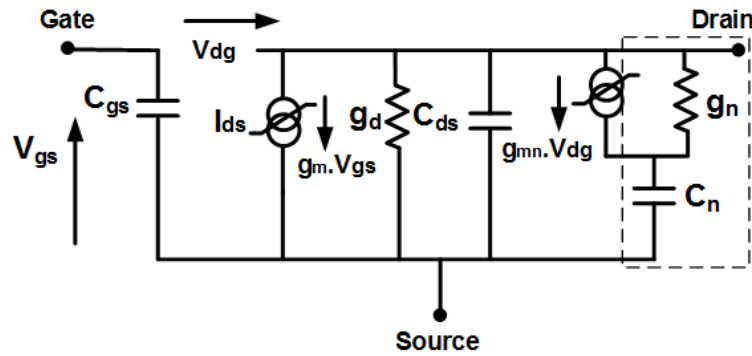 Gate
Drain
Vdg
Cgs
Ids
gd
Cds
gn
Vgs
gm.Vgs
gmn.Vdg
Cn
Source